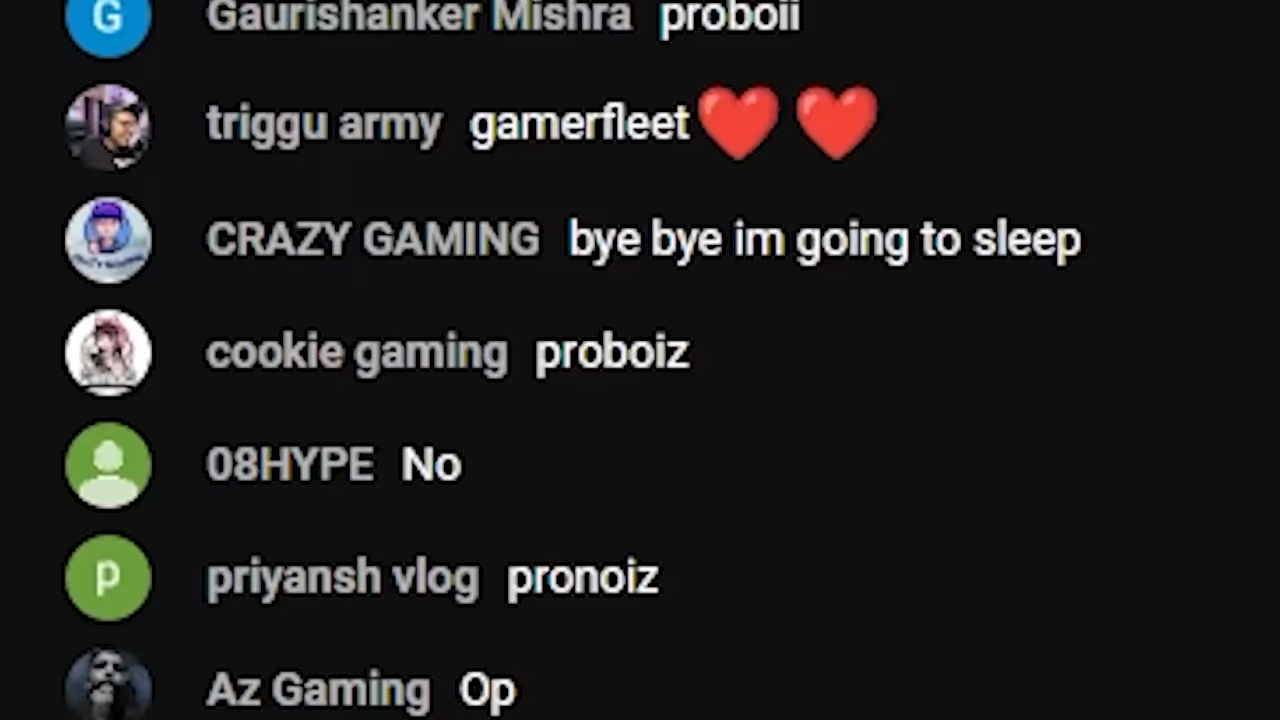 G Gaurishanker Mishra proboii
triggu army gamerfleet❤️❤️
CRAZY GAMING bye bye im going to sleep
cookie gaming proboiz
08HYPE No
p priyansh vlog pronoiz
Az Gaming Op